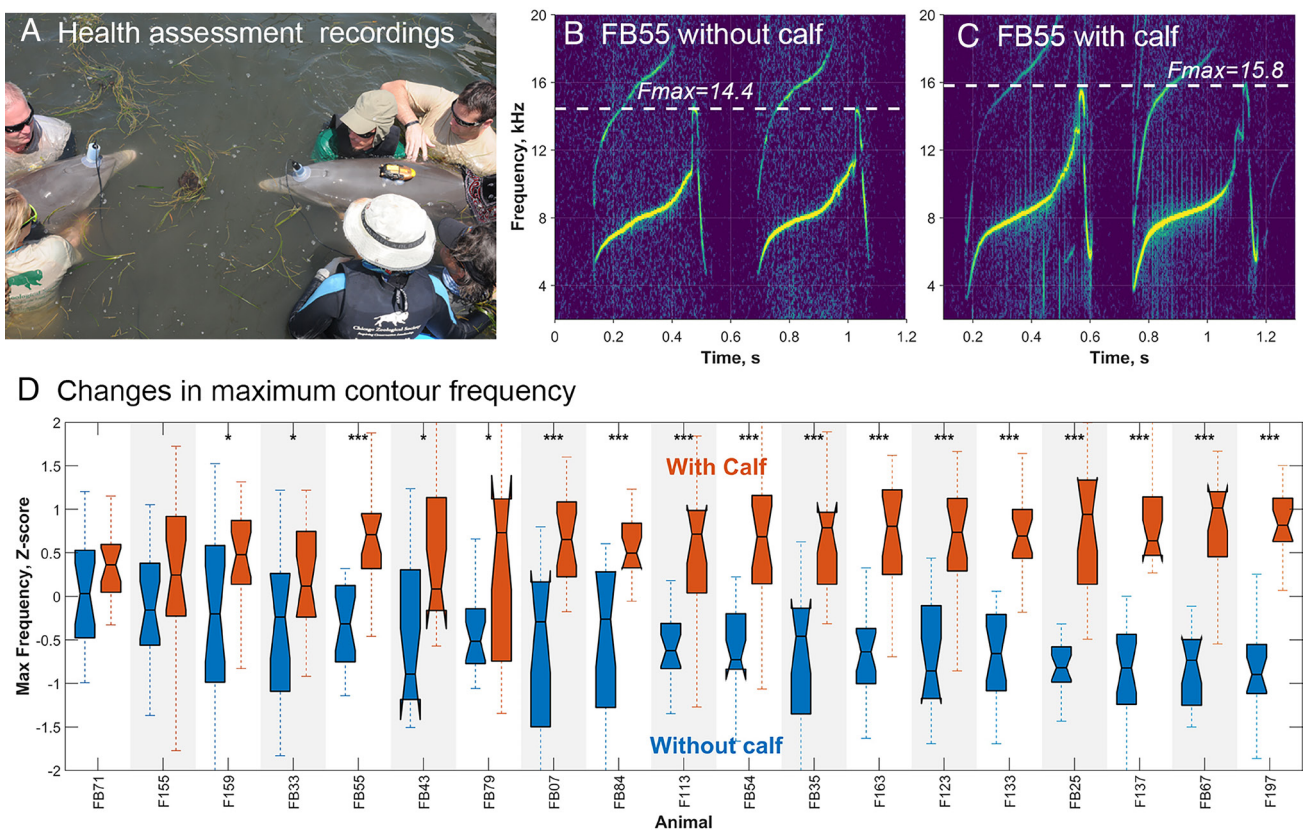 A Health assessment recordings
Chicago Zoological Society
B FB55 without calf
Fmax=14.4
20
16
12
8
4
Frequency, kHz
0 0.2 0.4 0.6 0.8 1 1.2
Time, s
C FB55 with calf
Fmax=15.8
0.2 0.4 0.6 0.8 1 1.2
Time, s
D Changes in maximum contour frequency
2
1.5
1
0.5
0
-0.5
-1
-1.5
-2
Max Frequency, Z-score
* * *** * * *** *** *** *** *** *** *** *** *** *** *** ***
With Calf
Without calf
FB71 F155 F159 FB33 FB55 FB43 FB79 FB07 FB84 F113 FB54 FB35 F163 F123 F133 FB25 F137 FB67 F197
Animal